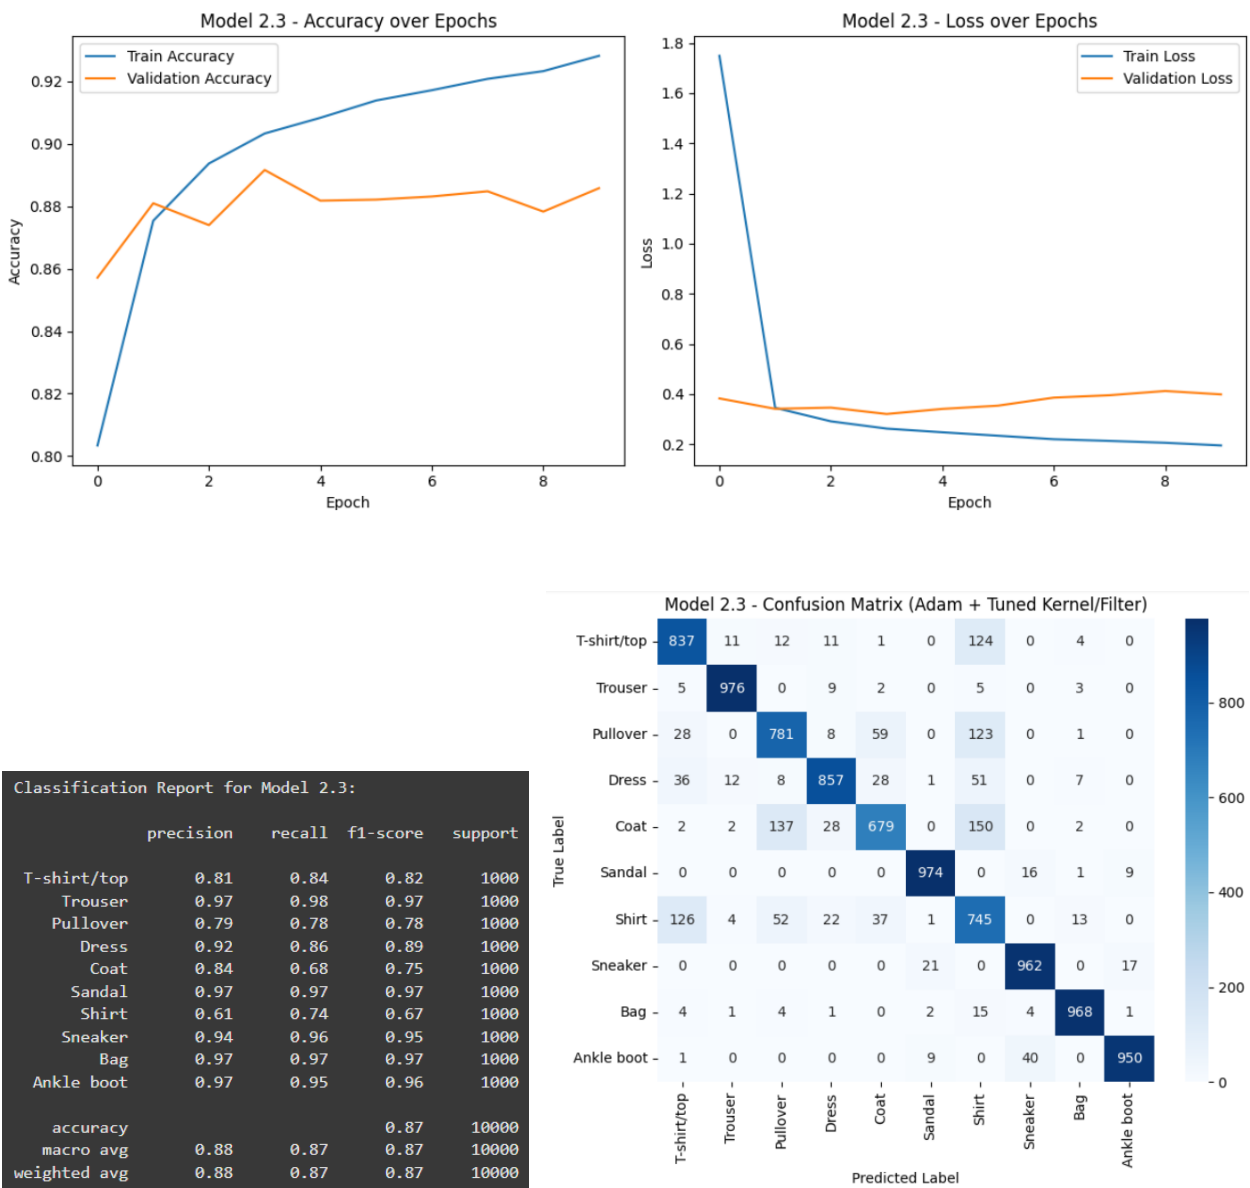 Model 2.3 - Accuracy over Epochs
Train Accuracy
Validation Accuracy
0.92
0.90
0.88
0.86
0.84
0.82
0.80
Accuracy
0 2 4 6 8
Epoch
Model 2.3 - Loss over Epochs
Train Loss
Validation Loss
1.8
1.6
1.4
1.2
1.0
0.8
0.6
0.4
0.2
Loss
0 2 4 6 8
Epoch
Classification Report for Model 2.3:
precision recall f1-score support
T-shirt/top 0.81 0.84 0.82 1000
Trouser 0.97 0.98 0.97 1000
Pullover 0.79 0.78 0.78 1000
Dress 0.92 0.86 0.89 1000
Coat 0.84 0.68 0.75 1000
Sandal 0.97 0.97 0.97 1000
Shirt 0.61 0.74 0.67 1000
Sneaker 0.94 0.96 0.95 1000
Bag 0.97 0.97 0.97 1000
Ankle boot 0.97 0.95 0.96 1000
accuracy 0.87 10000
macro avg 0.88 0.87 0.87 10000
weighted avg 0.88 0.87 0.87 10000
Model 2.3 - Confusion Matrix (Adam + Tuned Kernel/Filter)
True Label
T-shirt/top 837 11 12 11 1 0 124 0 4 0
Trouser 5 976 0 9 2 0 5 0 3 0
Pullover 28 0 781 8 59 0 123 0 1 0
Dress 36 12 8 857 28 1 51 0 7 0
Coat 2 2 137 28 679 0 150 0 2 0
Sandal 0 0 0 0 0 974 0 16 1 9
Shirt 126 4 52 22 37 1 745 0 13 0
Sneaker 0 0 0 0 0 21 0 962 0 17
Bag 4 1 4 1 0 2 15 4 968 1
Ankle boot 1 0 0 0 0 9 0 40 0 950
T-shirt/top Trouser Pullover Dress Coat Sandal Shirt Sneaker Bag Ankle boot
Predicted Label
800
600
400
200
0